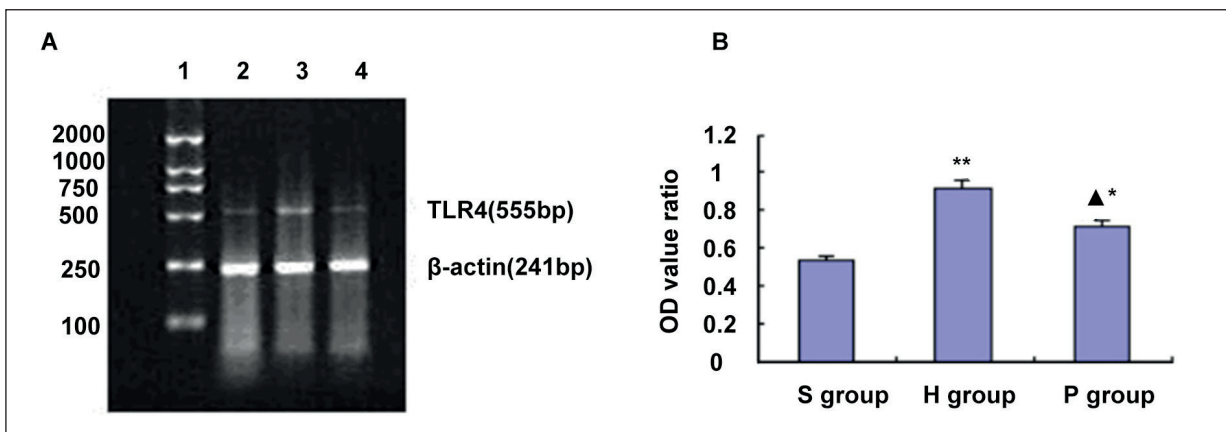 A
1 2 3 4
2000
1000
750
500
250
100
TLR4(555bp)
β-actin(241bp)
B
OD value ratio
1.2
1
0.8
0.6
0.4
0.2
0
**
▲*
S group H group P group